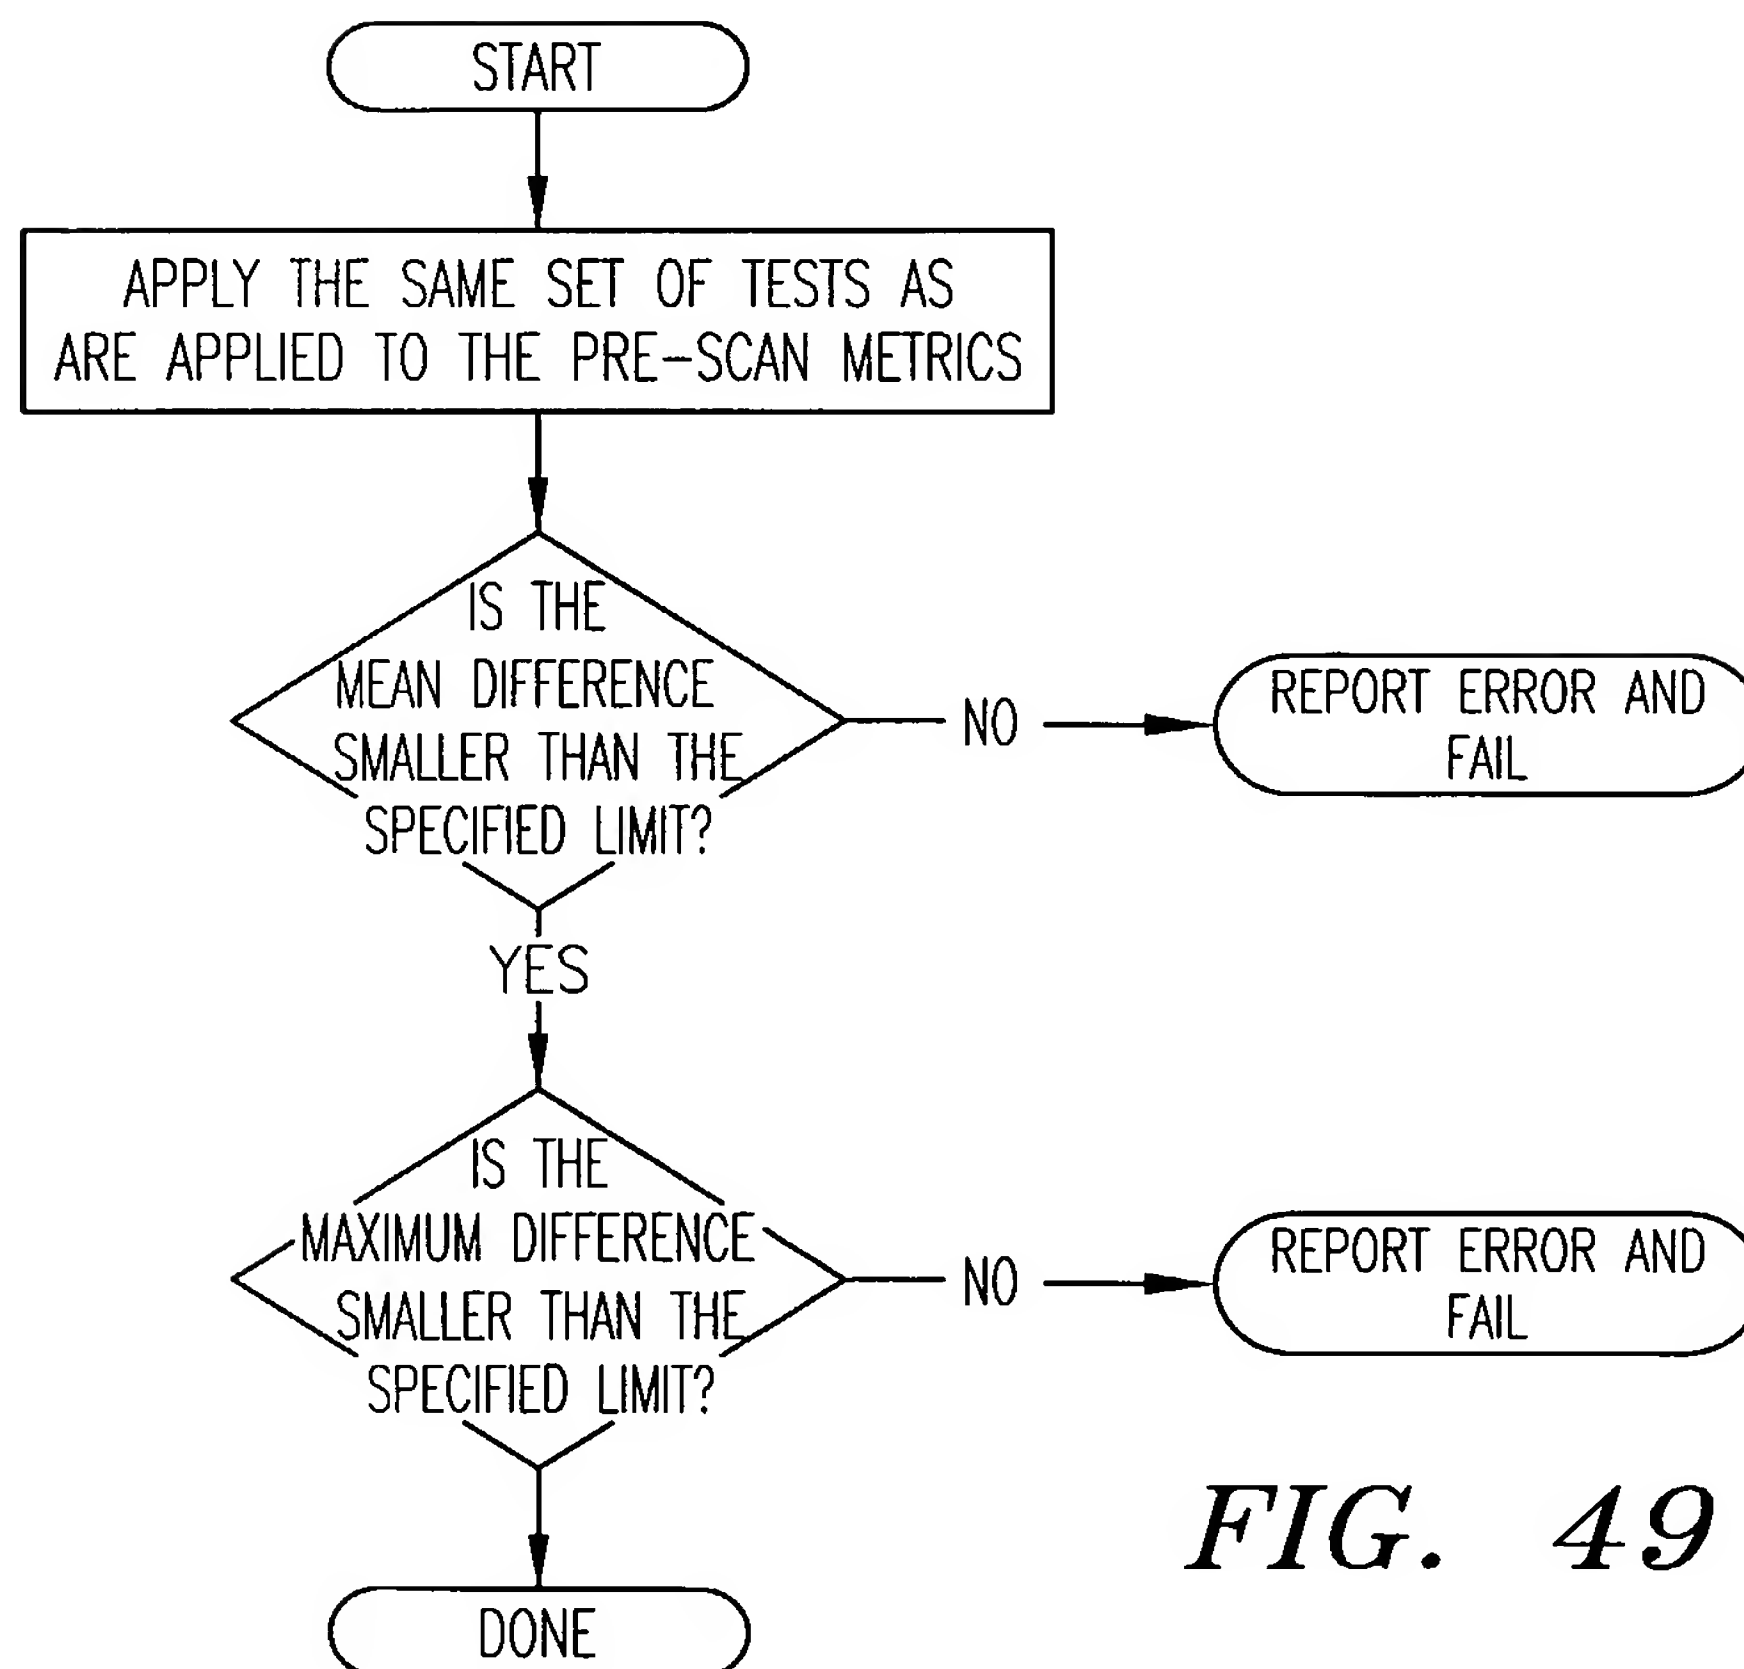 START
APPLY THE SAME SET OF TESTS AS
ARE APPLIED TO THE PRE-SCAN METRICS
IS THE
MEAN DIFFERENCE
SMALLER THAN THE
SPECIFIED LIMIT?
NO
REPORT ERROR AND
FAIL
YES
IS THE
MAXIMUM DIFFERENCE
SMALLER THAN THE
SPECIFIED LIMIT?
NO
REPORT ERROR AND
FAIL
DONE
FIG. 49